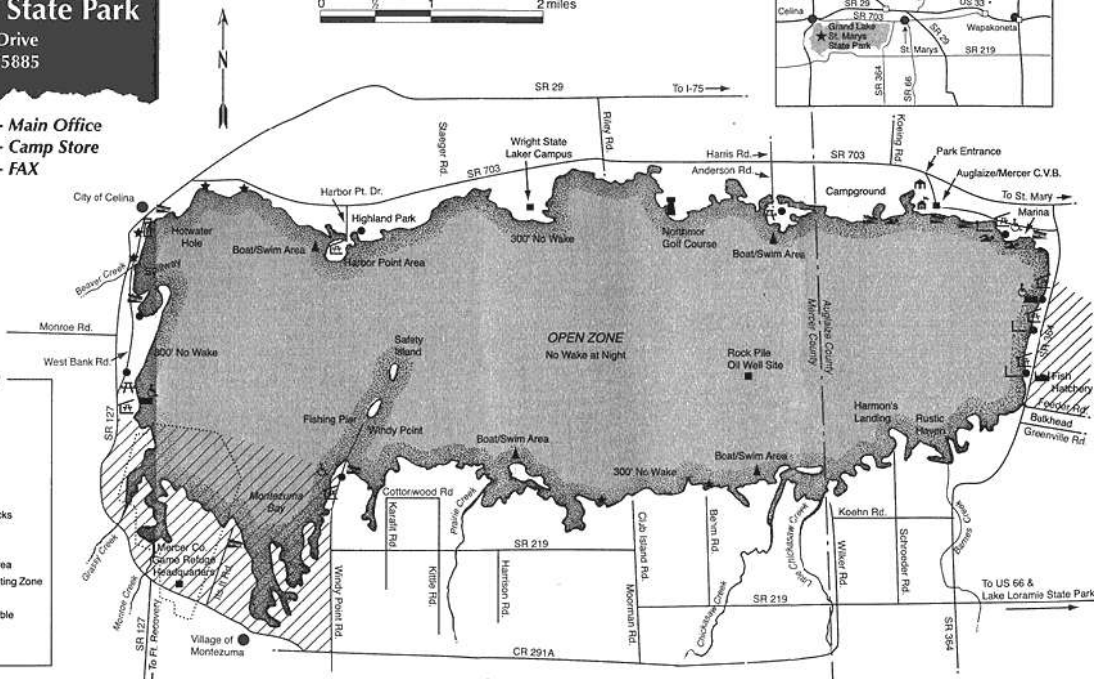 State Park
Drive
5885
- Main Office
- Camp Store
- FAX
N
0
½
1
2 miles
SR 29
US 33
Celina
SR 703
Wapakoneta
Grand Lake
St. Marys
State Park
St. Marys
SR 29
SR 219
SR 364
SR 66
SR 29
To I-75
Staeger Rd.
Riley Rd.
Koeing Rd.
Wright State
Laker Campus
Harris Rd.
SR 703
Park Entrance
SR 703
Anderson Rd.
Auglaize/Mercer C.V.B.
City of Celina
Harbor Pt. Dr.
Campground
To St. Mary
Highland Park
Marina
Hotwater
Hole
Boat/Swim Area
Harbor Point Area
300' No Wake
Northmor
Golf Course
Boat/Swim Area
Beaver Creek
Monroe Rd.
300' No Wake
West Bank Rd.
Safety
Island
OPEN ZONE
No Wake at Night
Mercer County
Auglaize County
SR 364
Rock Pile
Oil Well Site
Fish
Hatchery
SR 127
Fishing Pier
Windy Point
Harmon's
Landing
Rustic
Haven
Feeder Rd.
Bulkhead
Greenville Rd.
Boat/Swim Area
Boat/Swim Area
300' No Wake
Montezuma
Bay
Cottonwood Rd
Karafit Rd.
Prairie Creek
Club Island Rd.
Behm Rd.
Little Chickasaw Creek
Koehn Rd.
Barnes Creek
Grassy Creek
Mercer Co.
Game Refuge
Headquarters
SR 219
Kittle Rd.
Harrison Rd.
Windy Point Rd.
Moorman Rd.
Chickasaw Creek
Wilker Rd.
Schroeder Rd.
SR 219
To US 66 &
Lake Loramie State Park
Monroe Creek
SR 127
To Ft. Recovery
Village of
Montezuma
CR 291A
SR 364